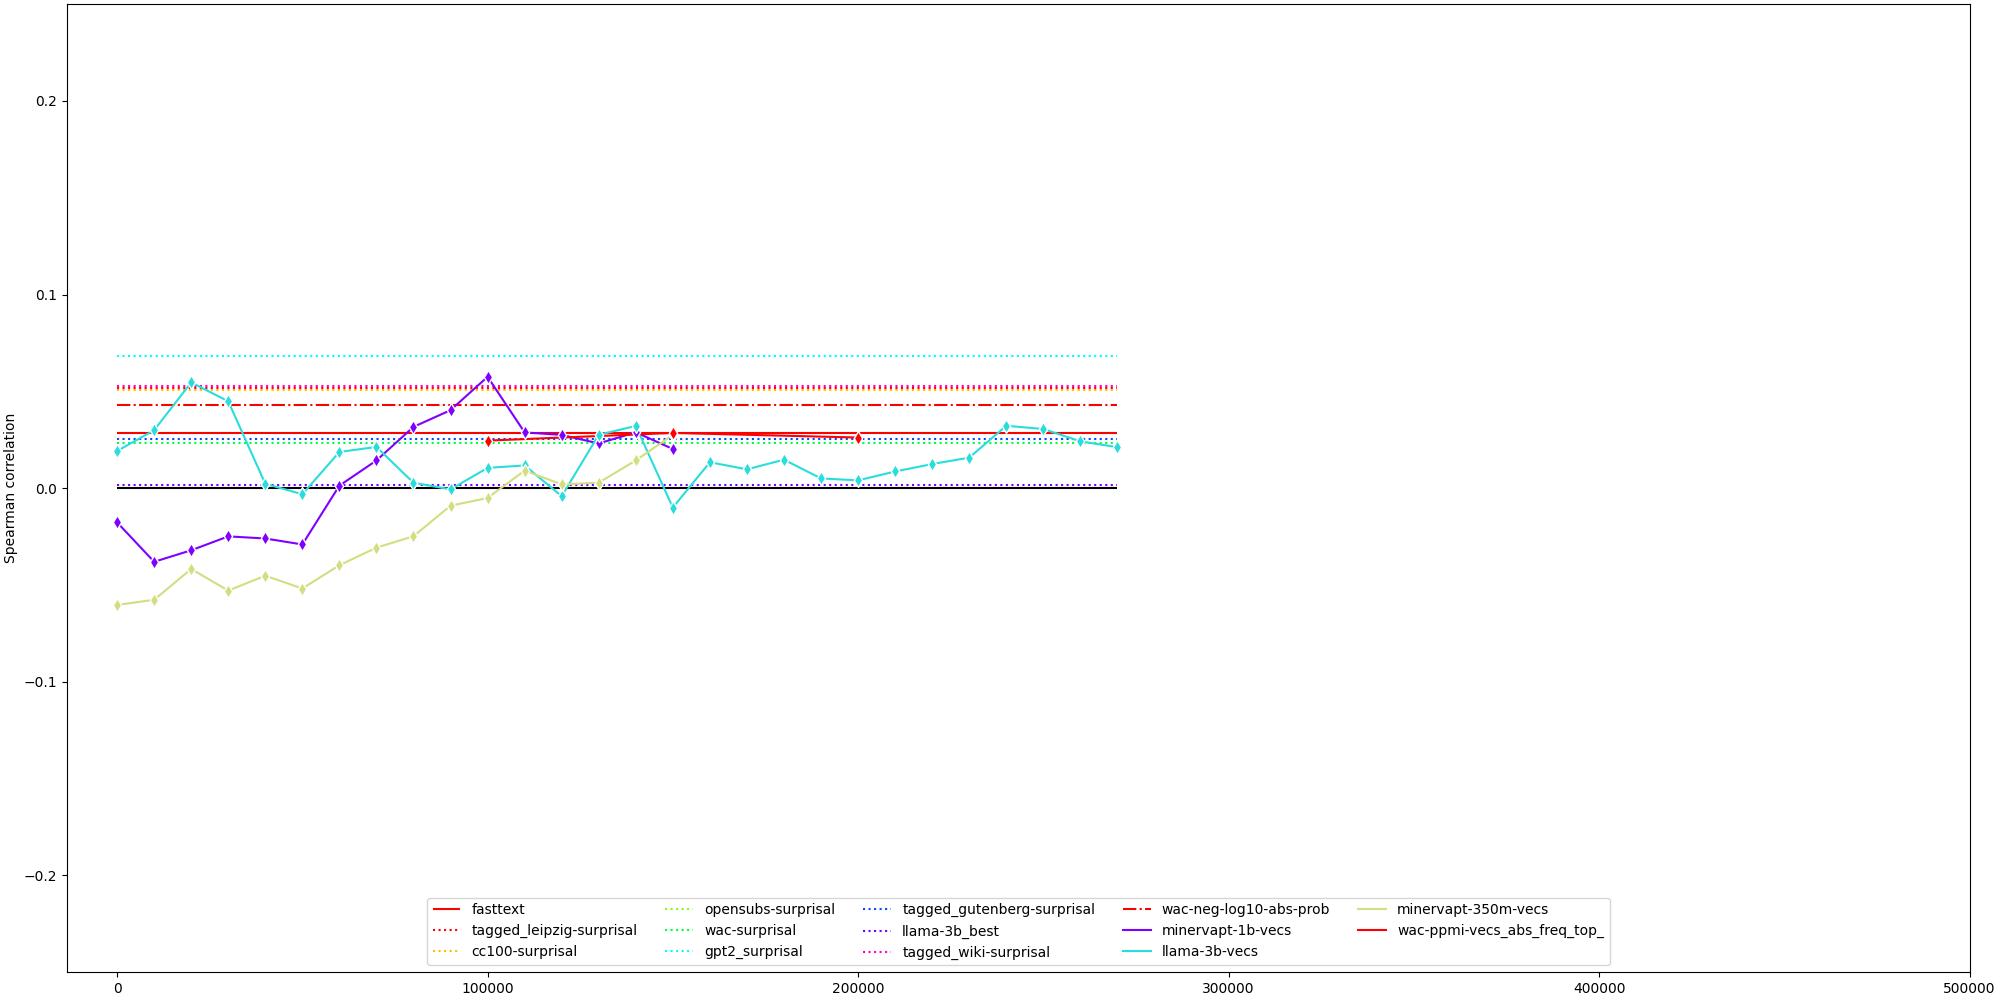 0.2
0.1
0.0
−0.1
−0.2
Spearman correlation
fasttext
tagged_leipzig-surprisal
cc100-surprisal
opensubs-surprisal
wac-surprisal
gpt2_surprisal
tagged_gutenberg-surprisal
llama-3b_best
tagged_wiki-surprisal
wac-neg-log10-abs-prob
minervapt-1b-vecs
llama-3b-vecs
minervapt-350m-vecs
wac-ppmi-vecs_abs_freq_top_
0 100000 200000 300000 400000 500000